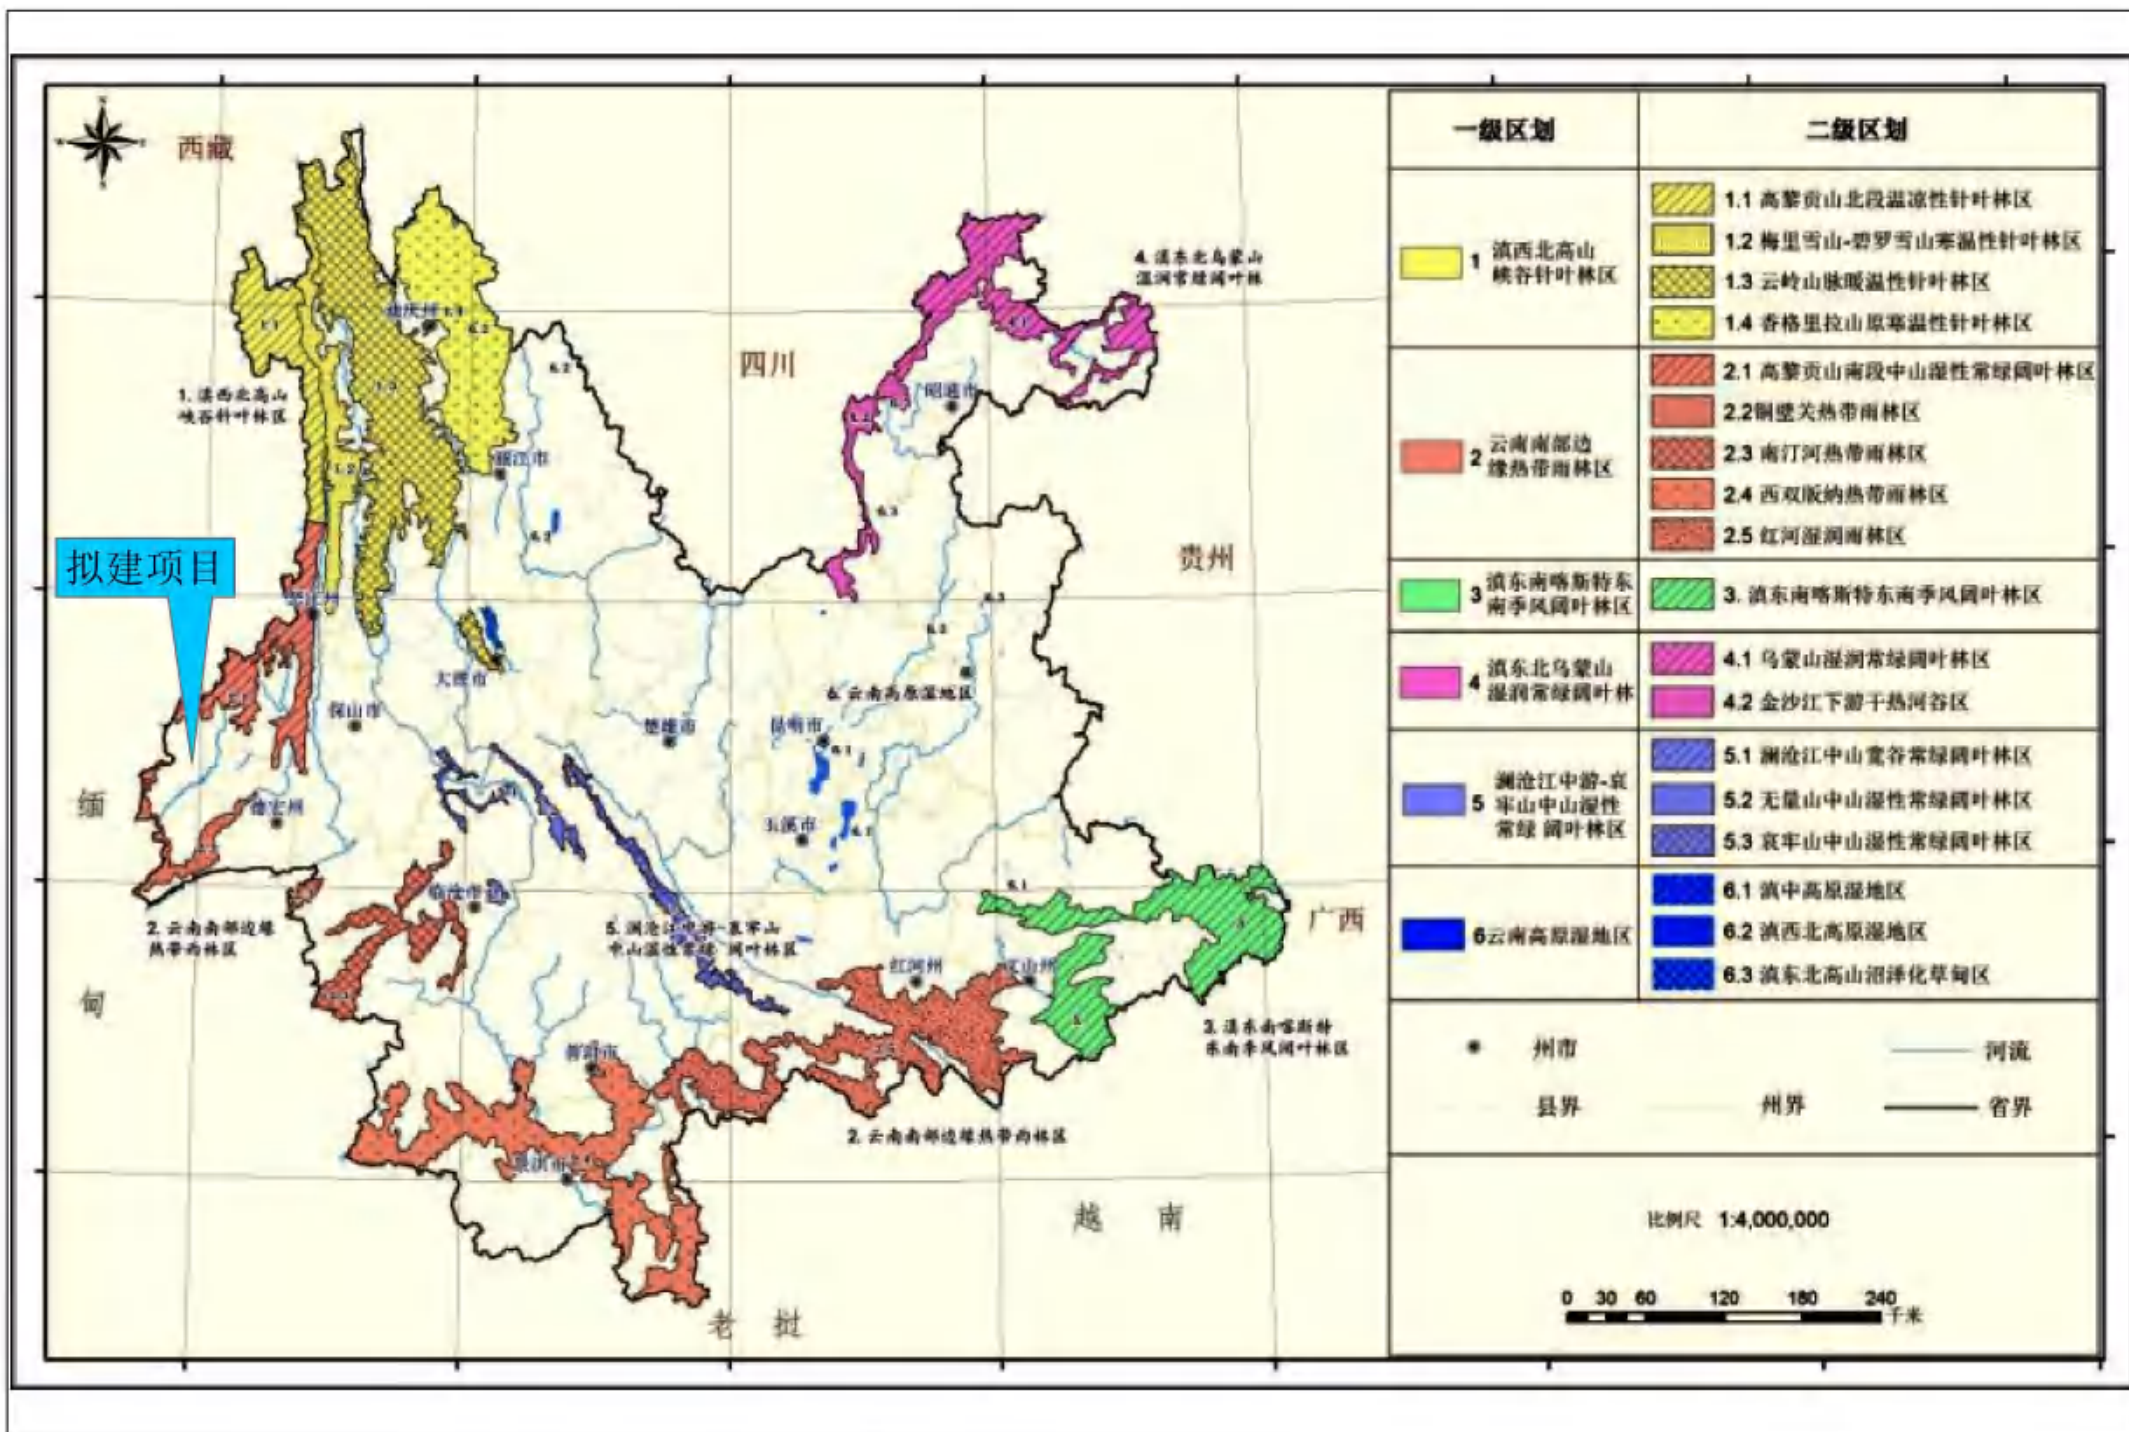 西藏
四川
贵州
广西
缅
甸
越 南
老 挝
拟建项目
1. 滇西北高山
峡谷针叶林区
4. 滇东北乌蒙山
湿润常绿阔叶林
6. 云南高原湿地区
2. 云南南部边缘
热带雨林区
5. 澜沧江中游-哀牢山
中山湿性常绿 阔叶林区
3. 滇东南喀斯特
东南季风阔叶林区
2. 云南南部边缘热带雨林区
迪庆州
丽江市
昭通市
大理市
保山市
楚雄市
昆明市
德宏州
玉溪市
临沧市
红河州
文山州
普洱市
景洪市
1.1
6.2
1.2
6.2
6.2
4.1
4.2
6.3
6.3
6.1
6.1
3
一级区划
二级区划
1 滇西北高山
峡谷针叶林区
1.1 高黎贡山北段温凉性针叶林区
1.2 梅里雪山-碧罗雪山寒温性针叶林区
1.3 云岭山脉暖温性针叶林区
1.4 香格里拉山原寒温性针叶林区
2 云南南部边
缘热带雨林区
2.1 高黎贡山南段中山湿性常绿阔叶林区
2.2铜壁关热带雨林区
2.3 南汀河热带雨林区
2.4 西双版纳热带雨林区
2.5 红河湿润雨林区
3 滇东南喀斯特东
南季风阔叶林区
3. 滇东南喀斯特东南季风阔叶林区
4 滇东北乌蒙山
湿润常绿阔叶林
4.1 乌蒙山湿润常绿阔叶林区
4.2 金沙江下游干热河谷区
5 澜沧江中游-哀
牢山中山湿性
常绿 阔叶林区
5.1 澜沧江中山宽谷常绿阔叶林区
5.2 无量山中山湿性常绿阔叶林区
5.3 哀牢山中山湿性常绿阔叶林区
6云南高原湿地区
6.1 滇中高原湿地区
6.2 滇西北高原湿地区
6.3 滇东北高山沼泽化草甸区
州市
河流
县界
州界
省界
比例尺 1:4,000,000
0 30 60 120 180 240
千米